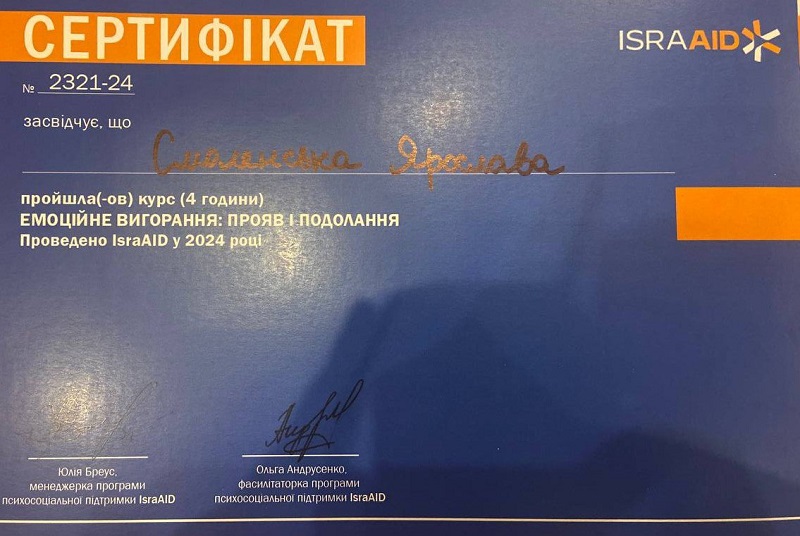 СЕРТИФІКАТ
ISRAAID
№ 2321-24
засвідчує, що
Смоленська Ярослава
пройшла(-ов) курс (4 години)
ЕМОЦІЙНЕ ВИГОРАННЯ: ПРОЯВ І ПОДОЛАННЯ
Проведено IsraAID у 2024 році
Юлія Бреус,
менеджерка програми
психосоціальної підтримки IsraAID
Ольга Андрусенко,
фасиліторка програми
психосоціальної підтримки IsraAID